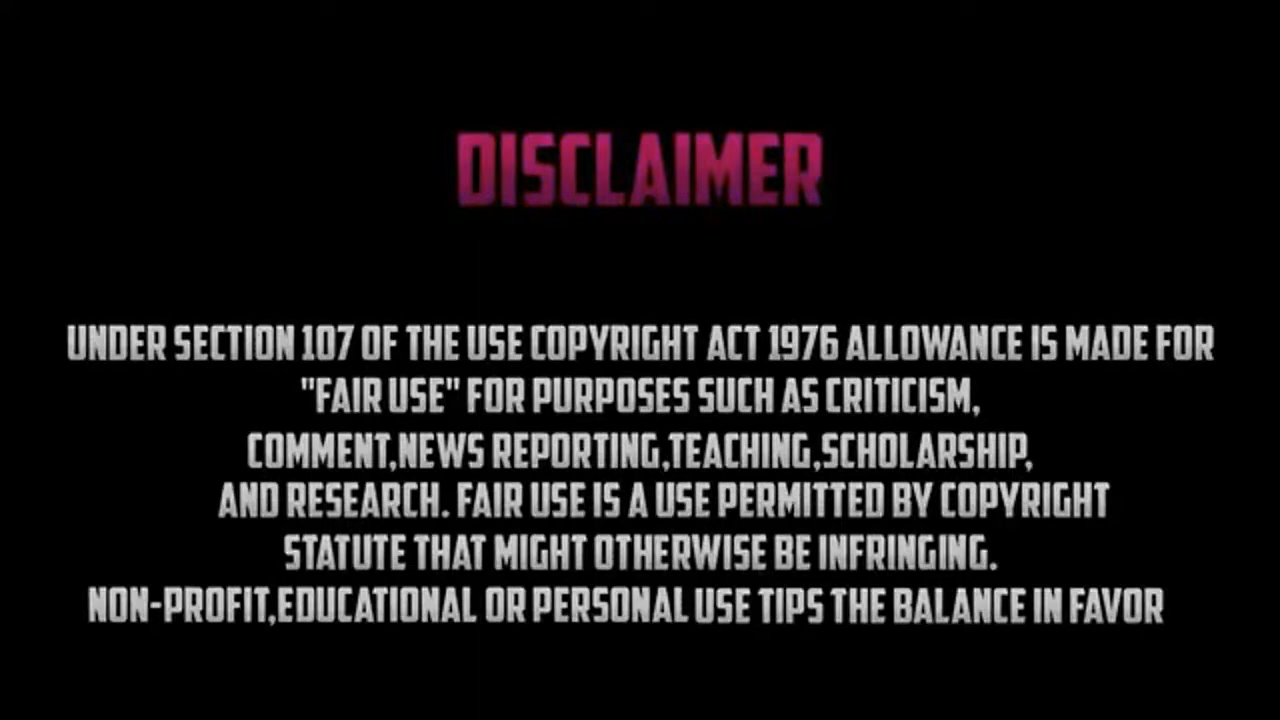 DISCLAIMER
UNDER SECTION 107 OF THE USE COPYRIGHT ACT 1976 ALLOWANCE IS MADE FOR
"FAIR USE" FOR PURPOSES SUCH AS CRITICISM,
COMMENT,NEWS REPORTING,TEACHING,SCHOLARSHIP,
AND RESEARCH. FAIR USE IS A USE PERMITTED BY COPYRIGHT
STATUTE THAT MIGHT OTHERWISE BE INFRINGING.
NON-PROFIT,EDUCATIONAL OR PERSONAL USE TIPS THE BALANCE IN FAVOR